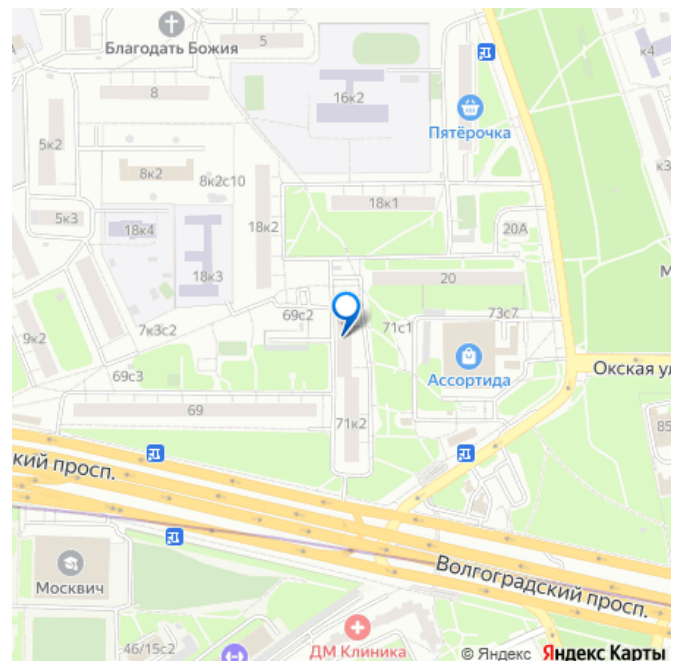 Благодать Божия
5
к4
8
16к2
Пятёрочка
5к2
8к2
8к2с10
к3
18к1
5к3
18к4
18к2
20А
18к3
20
М
69с2
73с7
7к3с2
71с1
9к2
Ассортида
Окская ул
69с3
69
71к2
85
кий просп.
Волгоградский просп.
Москвич
46/15с2
ДМ Клиника
© Яндекс Яндекс Карты